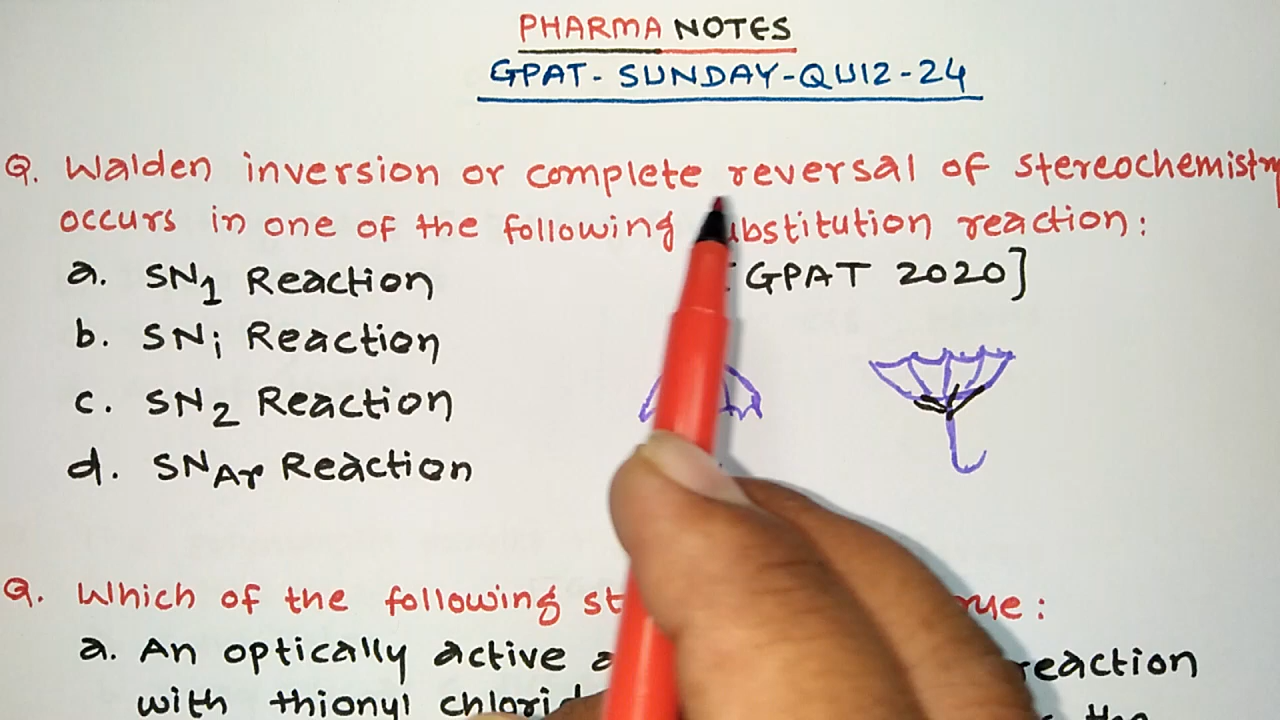 PHARMA NOTES
GPAT- SUNDAY-QUIZ-24
Q. Walden inversion or complete reversal of stereochemistry
occurs in one of the following substitution reaction:
a. SN1 Reaction [GPAT 2020]
b. SNi Reaction
c. SN2 Reaction
d. SNAr Reaction
Q. Which of the following
a. An optically active reaction
with thionyl the